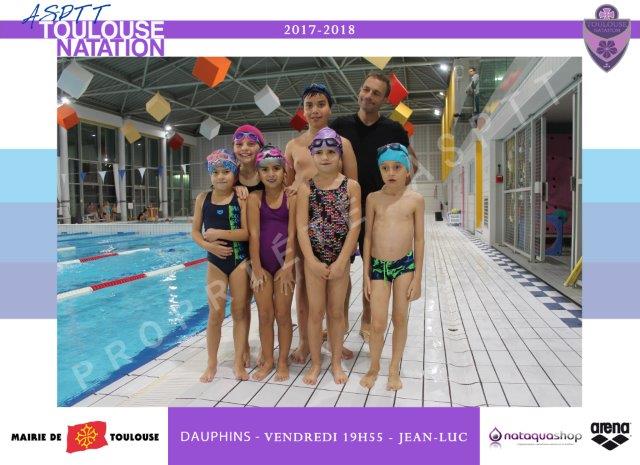 ASPTT
TOULOUSE
NATATION
2017-2018
TOULOUSE
NATATION
PROPRIÉTÉ ASPTT
MAIRIE DE TOULOUSE
DAUPHINS - VENDREDI 19H55 - JEAN-LUC
nataquashop
arena